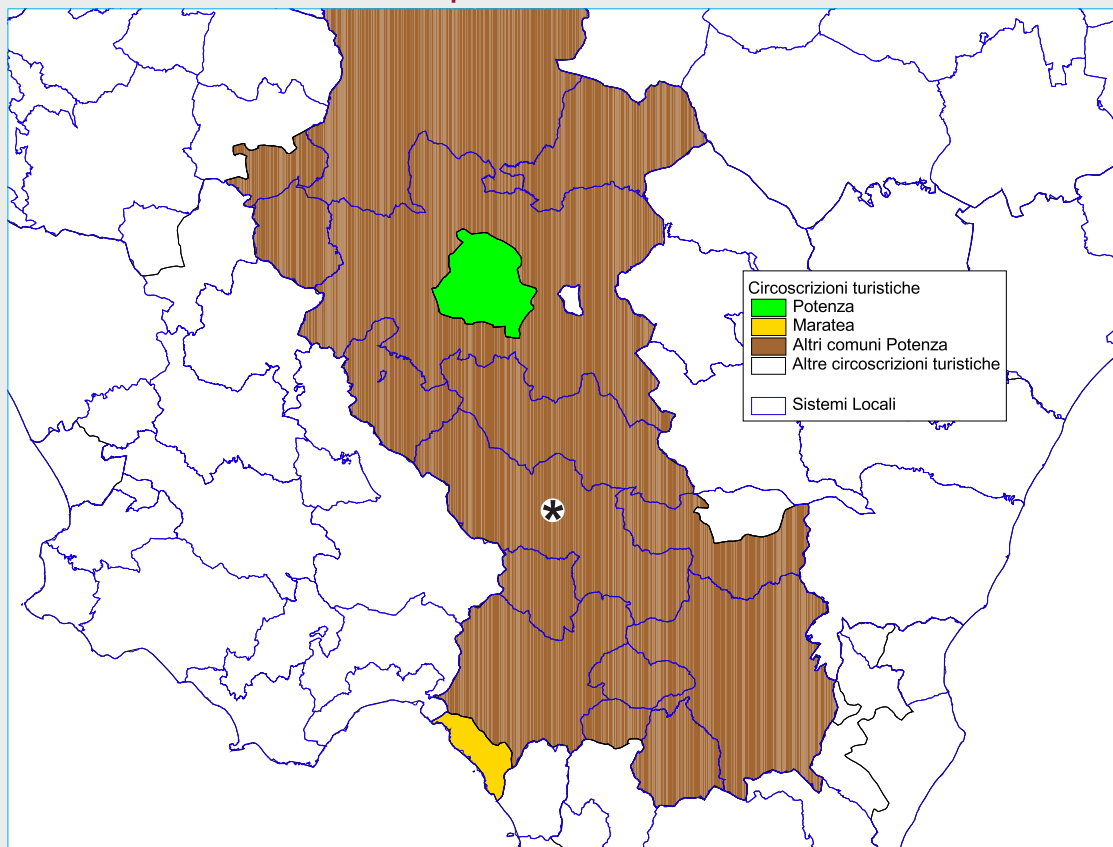 Circoscrizioni turistiche
Potenza
Maratea
Altri comuni Potenza
Altre circoscrizioni turistiche
Sistemi Locali
*